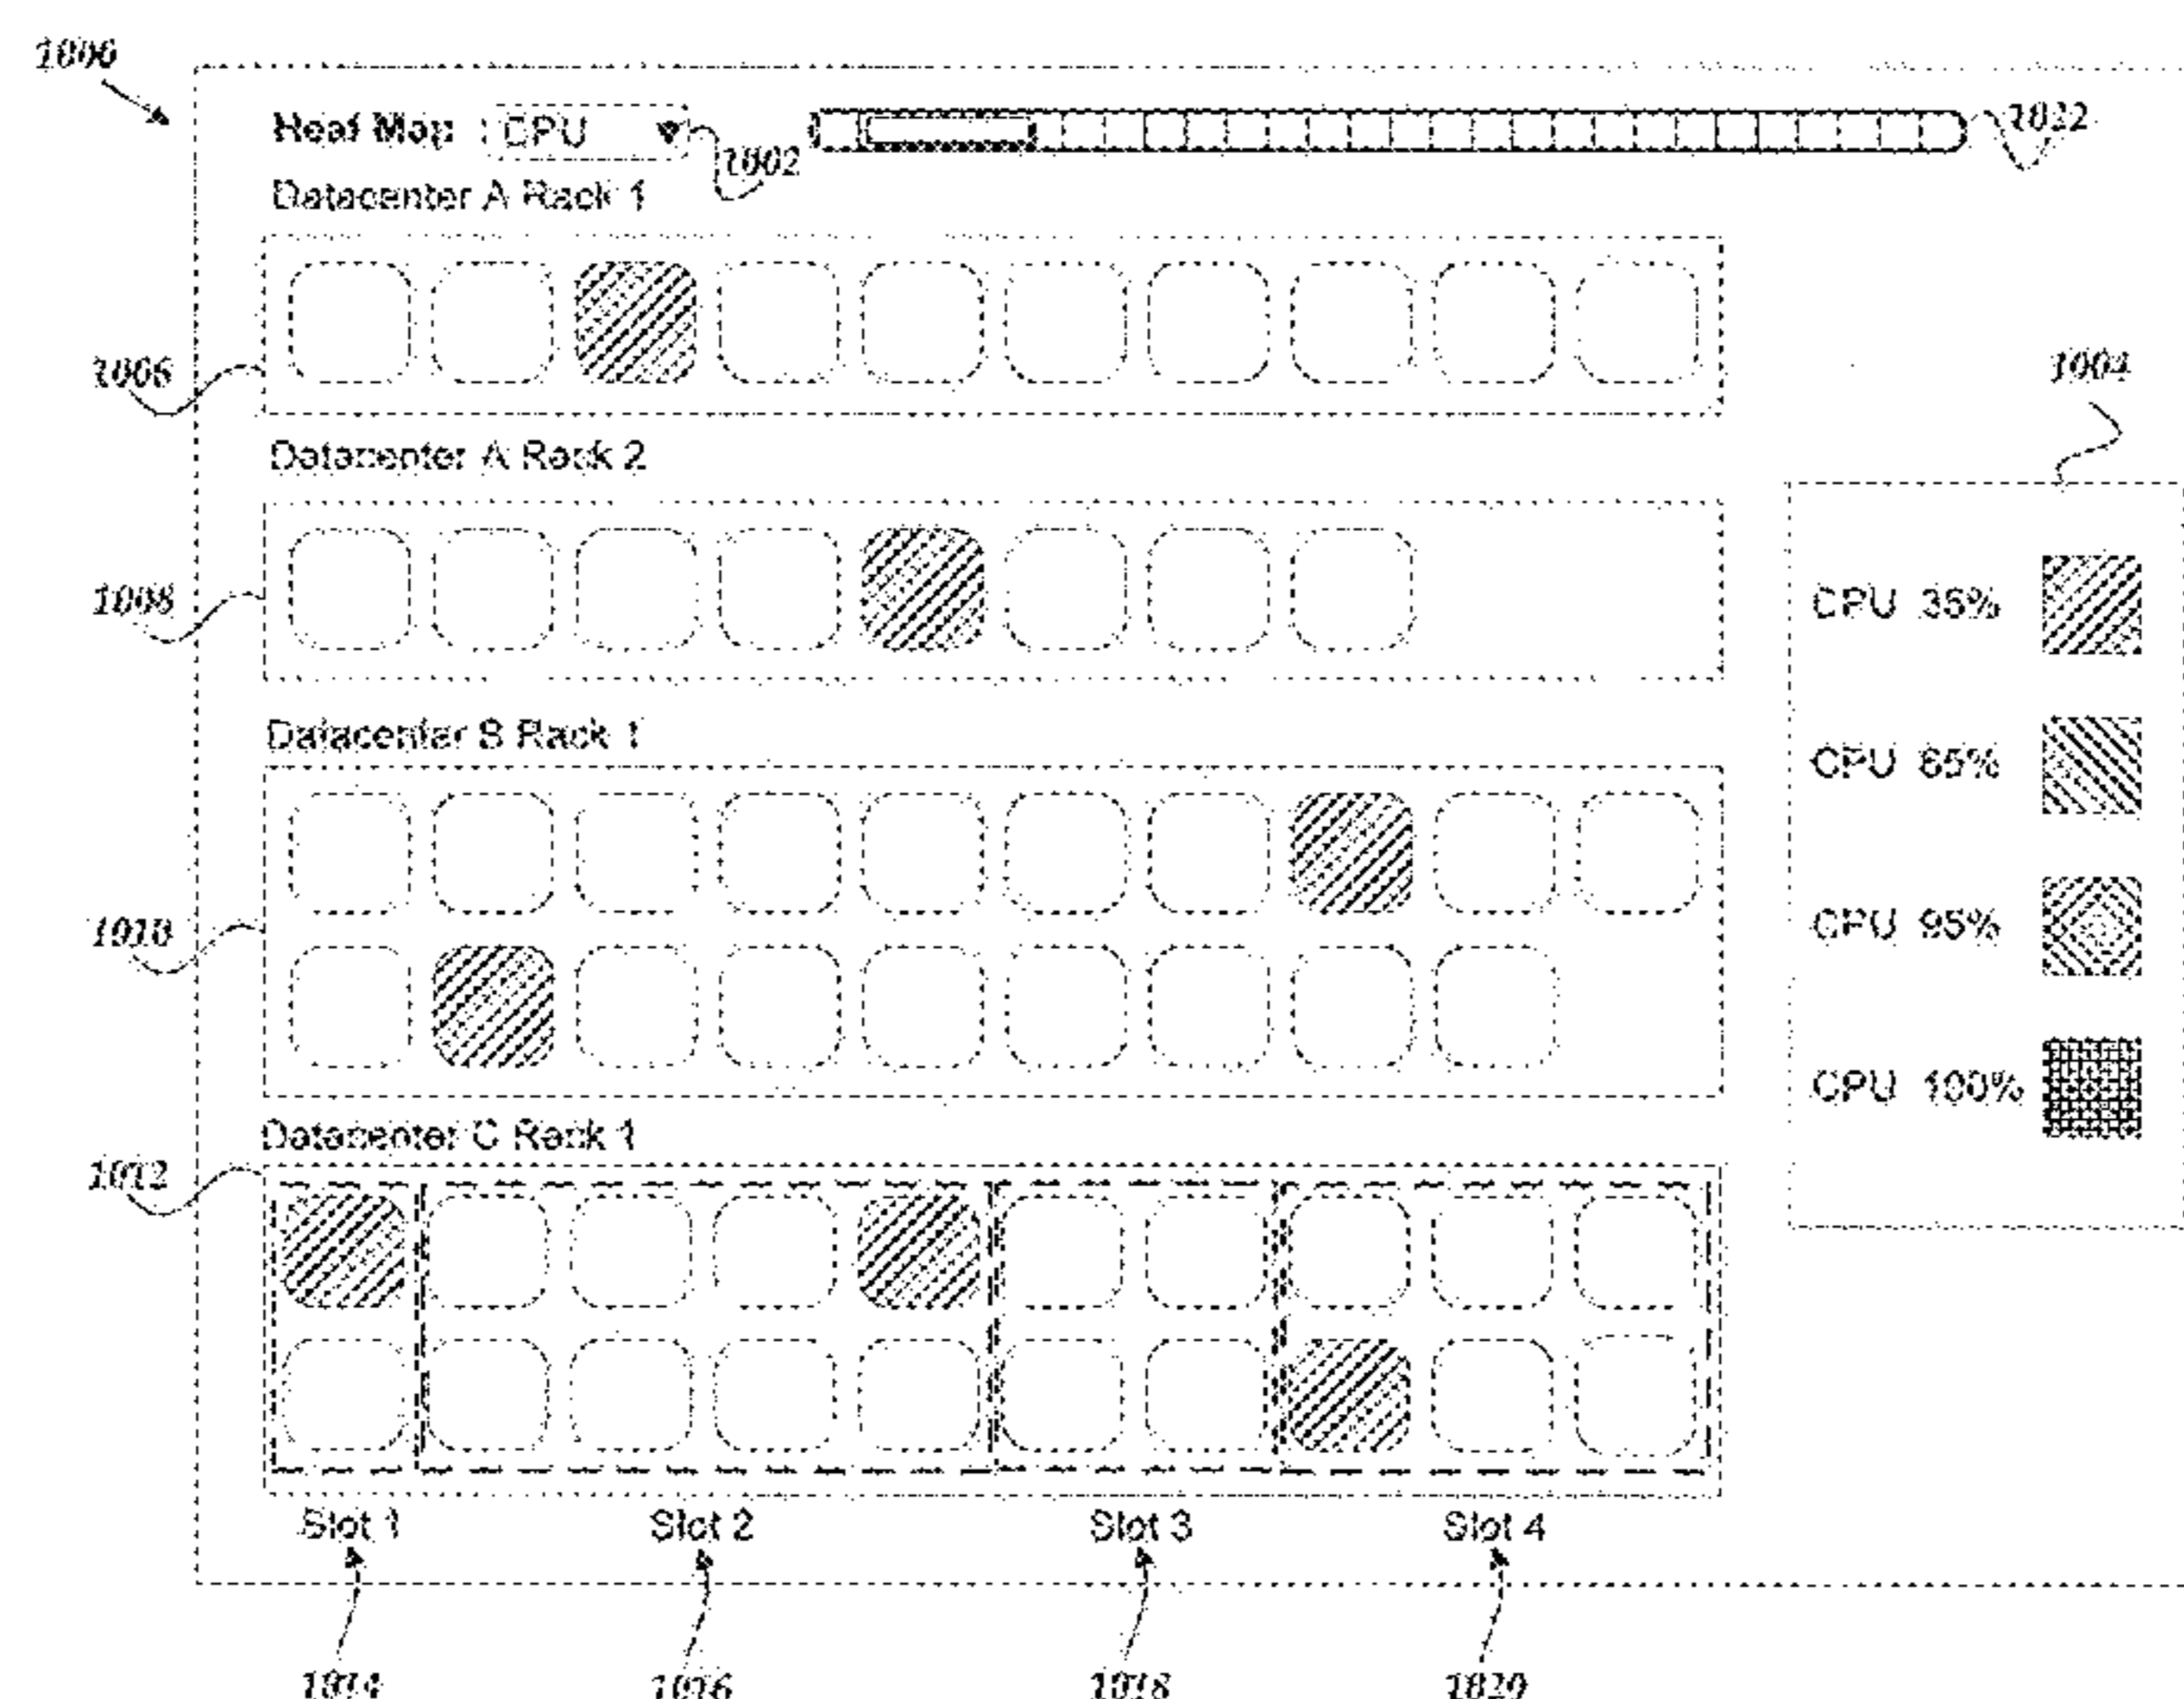 1000
Heat Map CPU
1002
1022
Datacenter A Rack 1
1006
1004
Datacenter A Rack 2
1008
CPU 35%
Datacenter B Rack 1
CPU 65%
1010
CPU 95%
CPU 100%
Datacenter C Rack 1
1012
Slot 1 Slot 2 Slot 3 Slot 4
1014 1016 1018 1020